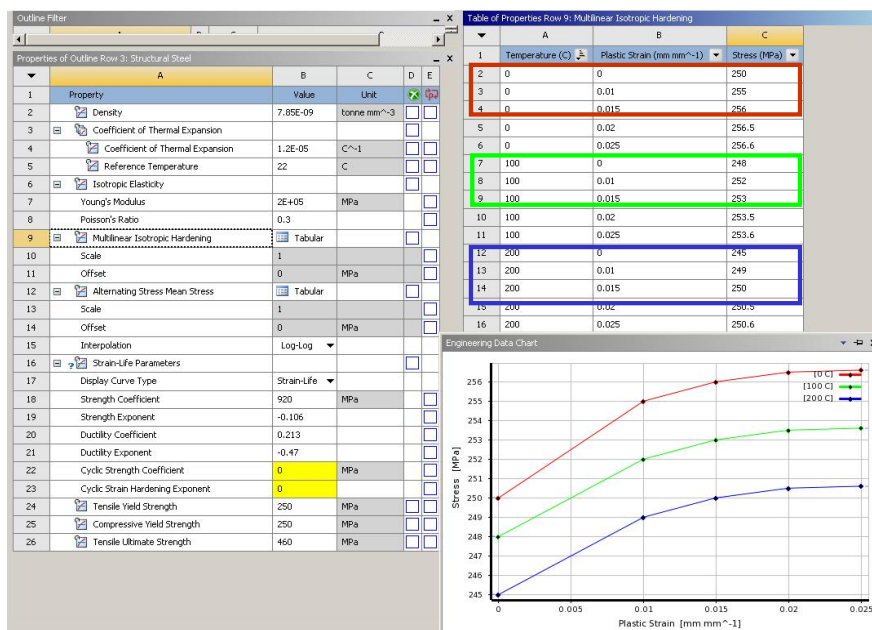 Outline Filter
Properties of Outline Row 3: Structural Steel
A B C D E
1 Property Value Unit
2 Density 7.85E-09 tonne mm^-3
3 Coefficient of Thermal Expansion
4 Coefficient of Thermal Expansion 1.2E-05 C^-1
5 Reference Temperature 22 C
6 Isotropic Elasticity
7 Young's Modulus 2E+05 MPa
8 Poisson's Ratio 0.3
9 Multilinear Isotropic Hardening Tabular
10 Scale 1
11 Offset 0 MPa
12 Alternating Stress Mean Stress Tabular
13 Scale 1
14 Offset 0 MPa
15 Interpolation Log-Log
16 Strain-Life Parameters
17 Display Curve Type Strain-Life
18 Strength Coefficient 920 MPa
19 Strength Exponent -0.106
20 Ductility Coefficient 0.213
21 Ductility Exponent -0.47
22 Cyclic Strength Coefficient 0 MPa
23 Cyclic Strain Hardening Exponent 0
24 Tensile Yield Strength 250 MPa
25 Compressive Yield Strength 250 MPa
26 Tensile Ultimate Strength 460 MPa
Table of Properties Row 9: Multilinear Isotropic Hardening
A B C
1 Temperature (C) Plastic Strain (mm mm^-1) Stress (MPa)
2 0 0 250
3 0 0.01 255
4 0 0.015 256
5 0 0.02 256.5
6 0 0.025 256.6
7 100 0 248
8 100 0.01 252
9 100 0.015 253
10 100 0.02 253.5
11 100 0.025 253.6
12 200 0 245
13 200 0.01 249
14 200 0.015 250
15 200 0.02 250.5
16 200 0.025 250.6
Engineering Data Chart
[0 C]
[100 C]
[200 C]
256
255
254
253
252
251
250
249
248
247
246
245
Stress [MPa]
0 0.005 0.01 0.015 0.02 0.025
Plastic Strain [mm mm^-1]